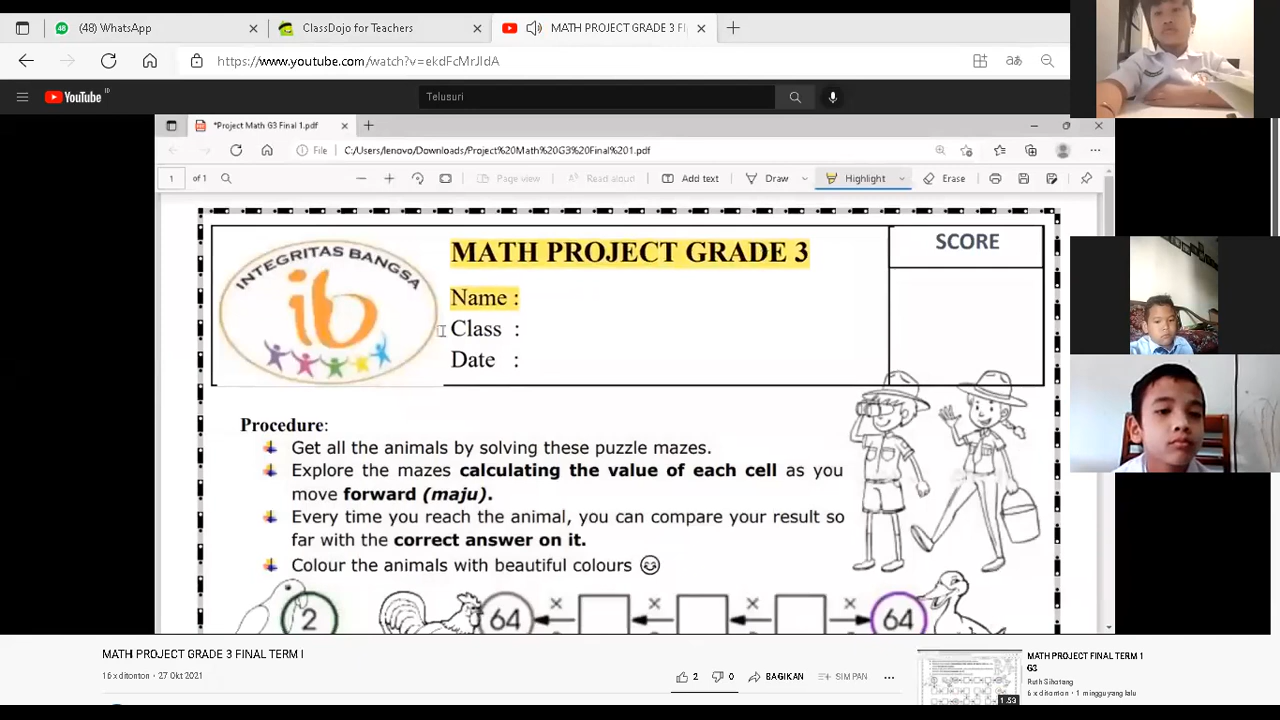 (48) WhatsApp
ClassDojo for Teachers
MATH PROJECT GRADE 3 FI
https://www.youtube.com/watch?v=ekdFcMrJIdA
YouTube ID
Telusuri
*Project Math G3 Final 1.pdf
File C:/Users/lenovo/Downloads/Project%20Math%20G3%20Final%201.pdf
1 of 1 Page view Read aloud Add text Draw Highlight Erase
INTEGRITAS BANGSA
ib
MATH PROJECT GRADE 3
SCORE
Name :
Class :
Date :
Procedure:
Get all the animals by solving these puzzle mazes.
Explore the mazes calculating the value of each cell as you
move forward (maju).
Every time you reach the animal, you can compare your result so
far with the correct answer on it.
Colour the animals with beautiful colours
2 64 x x x x 64
MATH PROJECT GRADE 3 FINAL TERM I
2021
2 0 BAGIKAN SIMPAN
MATH PROJECT FINAL TERM 1
G3
Ruth Sihotang
6 x ditonton • 1 minggu yang lalu
1:53